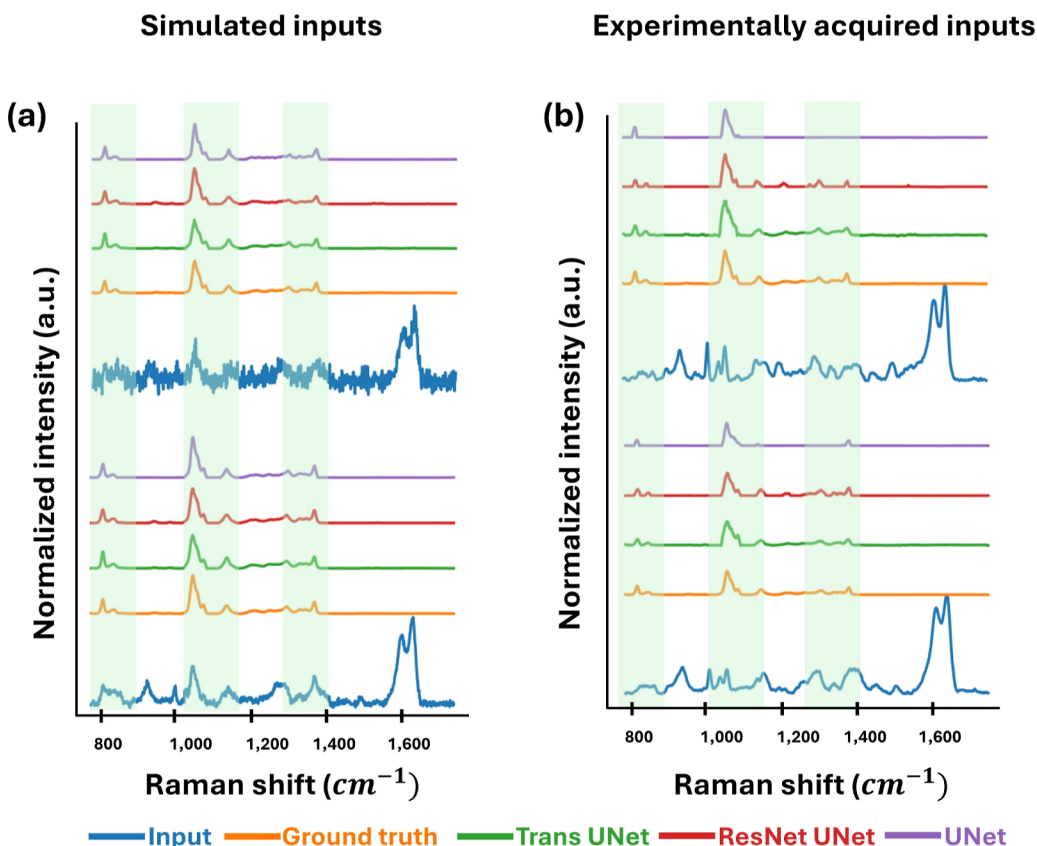 Simulated inputs
Experimentally acquired inputs
(a)
(b)
Normalized intensity (a.u.)
Normalized intensity (a.u.)
800 1,000 1,200 1,400 1,600
800 1,000 1,200 1,400 1,600
Raman shift (cm⁻¹)
Raman shift (cm⁻¹)
Input Ground truth Trans UNet ResNet UNet UNet